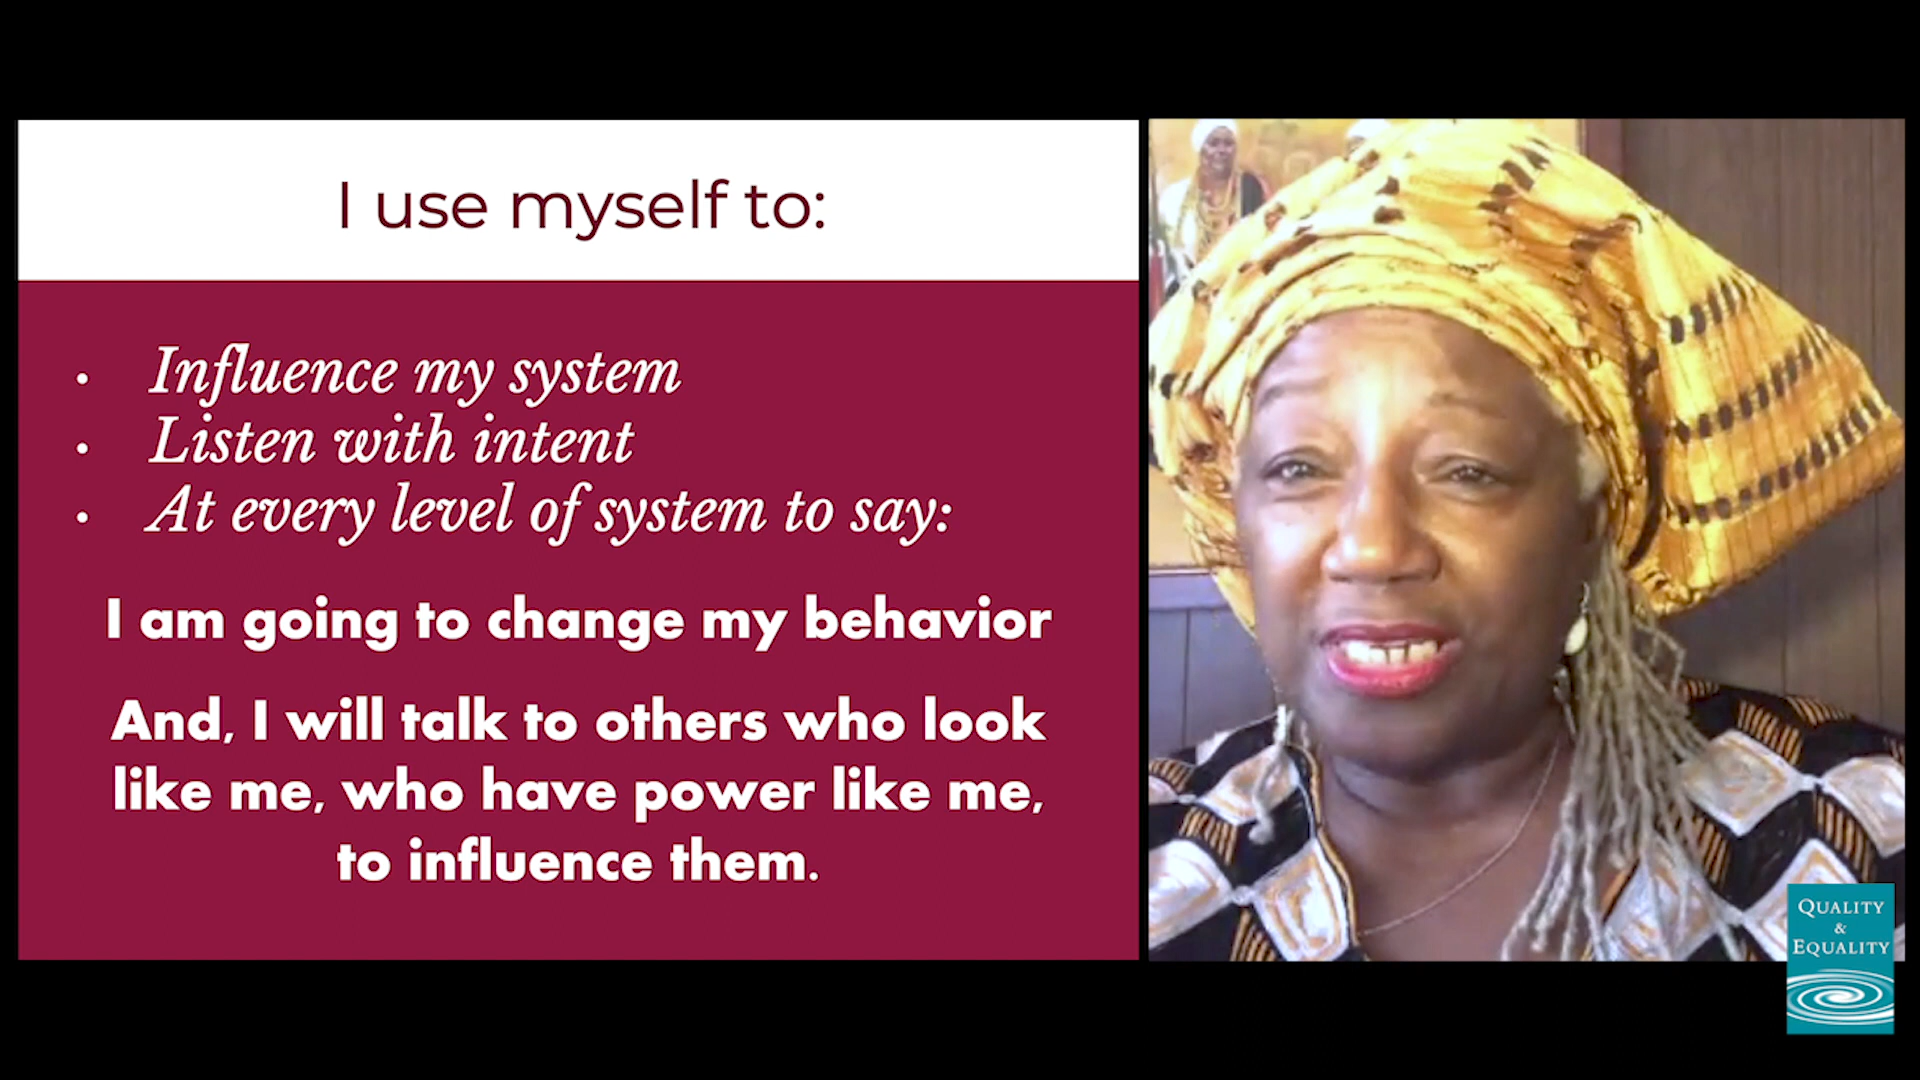 I use myself to:
• Influence my system
• Listen with intent
• At every level of system to say:
I am going to change my behavior
And, I will talk to others who look
like me, who have power like me,
to influence them.
QUALITY
&
EQUALITY